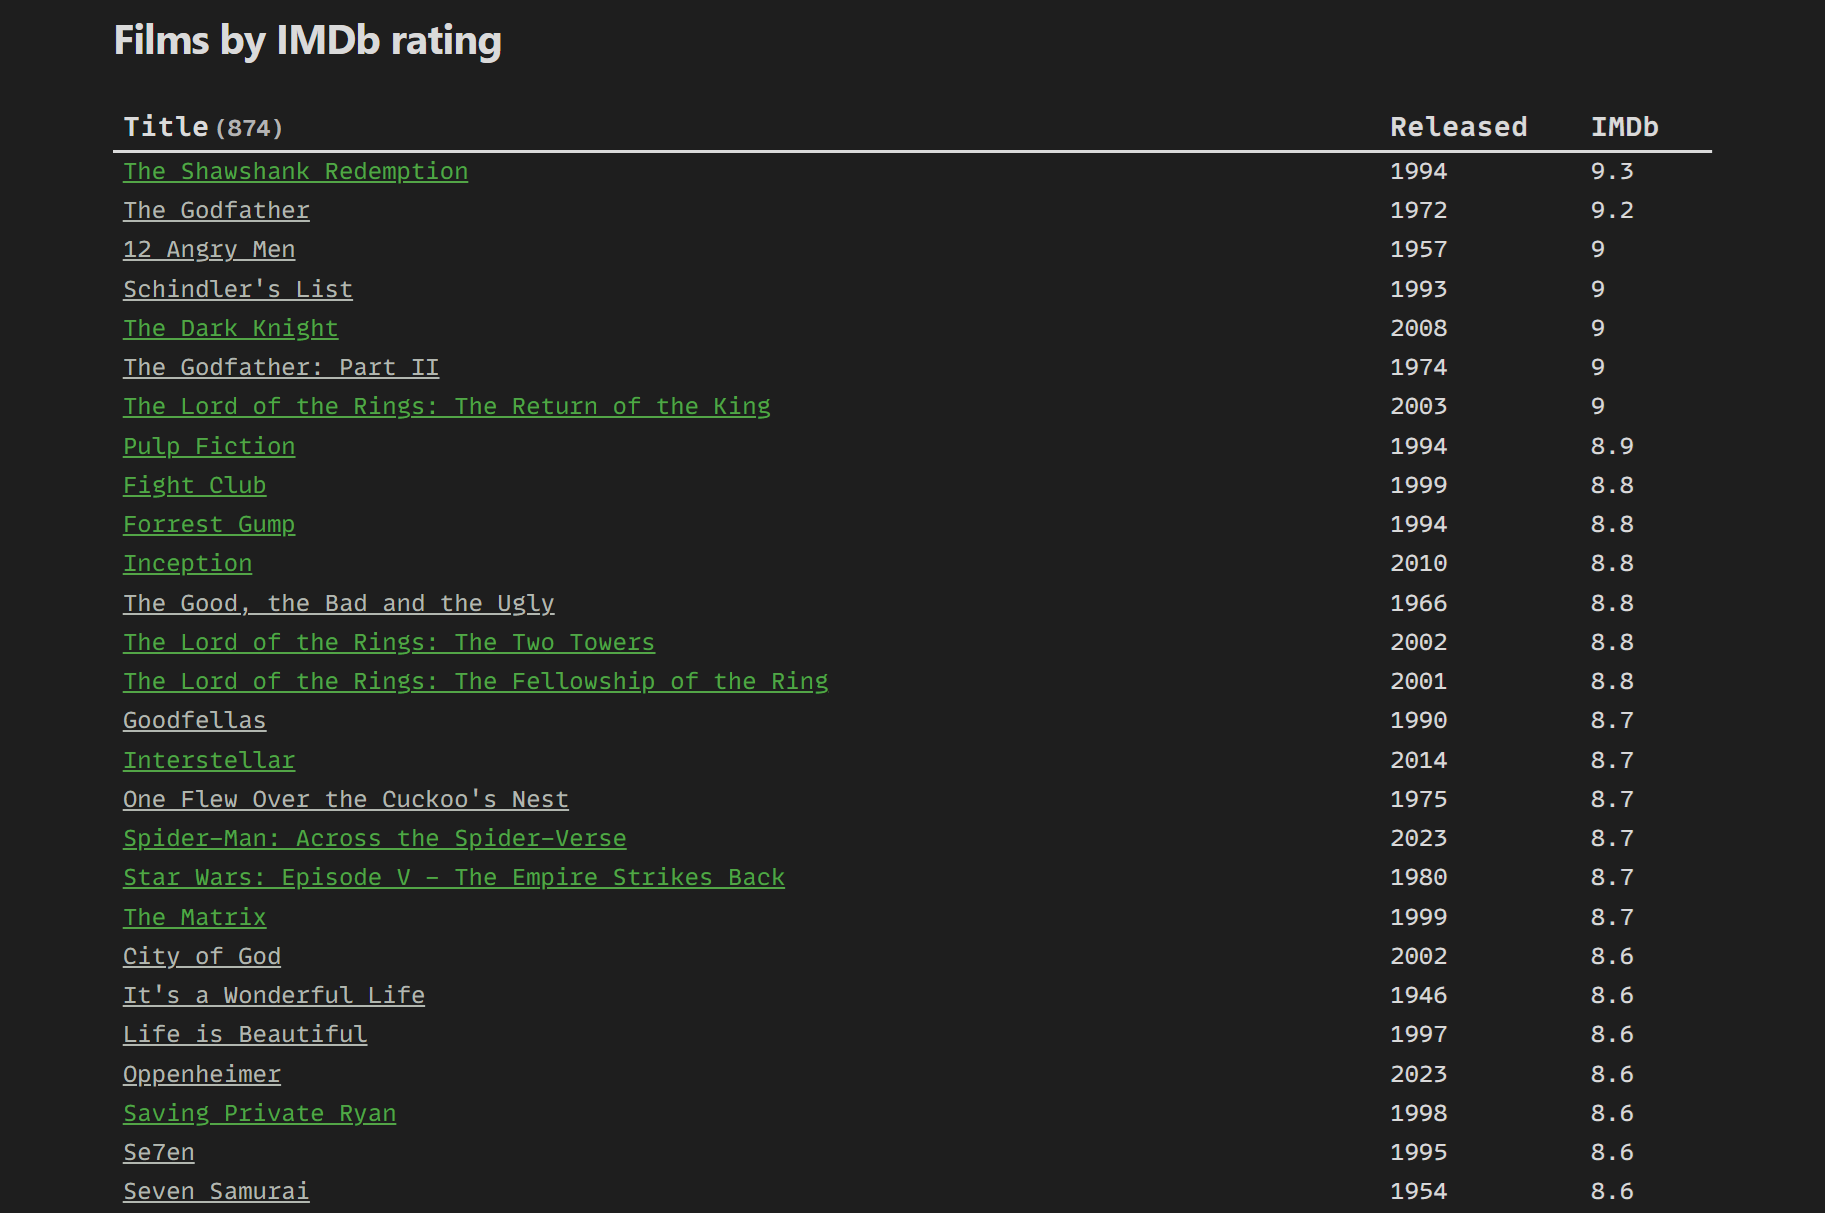 Films by IMDb rating
Title (874) Released IMDb
The Shawshank Redemption 1994 9.3
The Godfather 1972 9.2
12 Angry Men 1957 9
Schindler's List 1993 9
The Dark Knight 2008 9
The Godfather: Part II 1974 9
The Lord of the Rings: The Return of the King 2003 9
Pulp Fiction 1994 8.9
Fight Club 1999 8.8
Forrest Gump 1994 8.8
Inception 2010 8.8
The Good, the Bad and the Ugly 1966 8.8
The Lord of the Rings: The Two Towers 2002 8.8
The Lord of the Rings: The Fellowship of the Ring 2001 8.8
Goodfellas 1990 8.7
Interstellar 2014 8.7
One Flew Over the Cuckoo's Nest 1975 8.7
Spider-Man: Across the Spider-Verse 2023 8.7
Star Wars: Episode V - The Empire Strikes Back 1980 8.7
The Matrix 1999 8.7
City of God 2002 8.6
It's a Wonderful Life 1946 8.6
Life is Beautiful 1997 8.6
Oppenheimer 2023 8.6
Saving Private Ryan 1998 8.6
Se7en 1995 8.6
Seven Samurai 1954 8.6